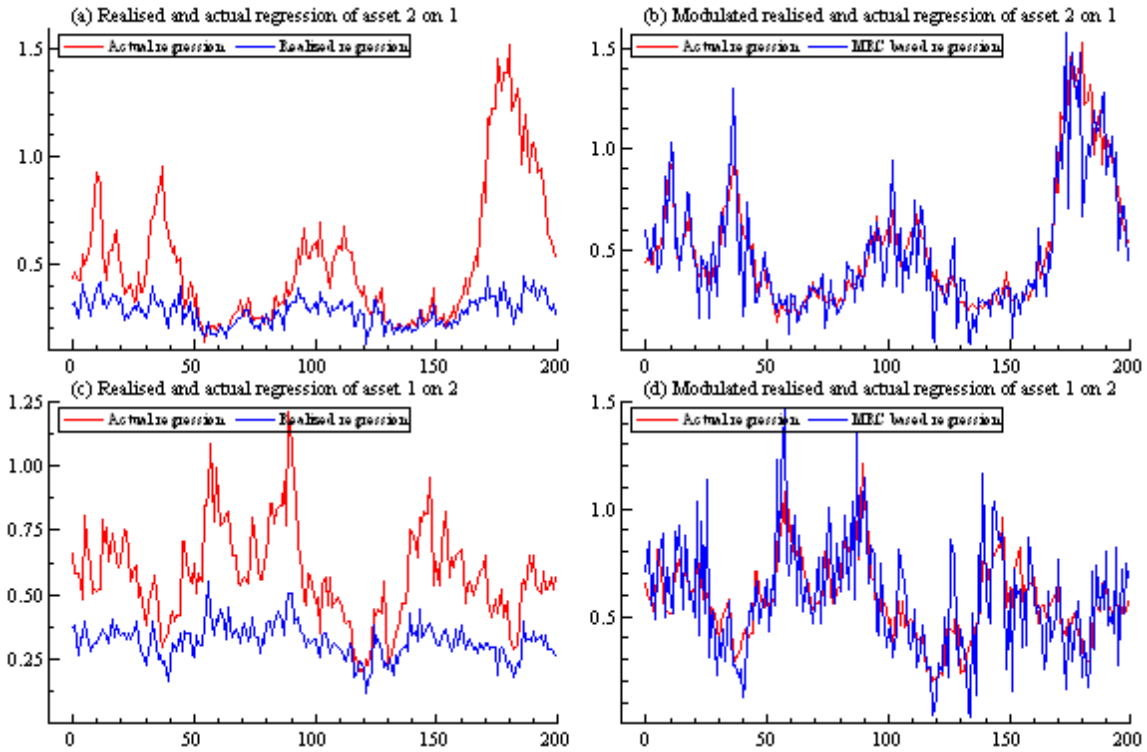 (a) Realised and actual regression of asset 2 on 1
Actual regression Realised regression
1.5
1.0
0.5
0 50 100 150 200
(b) Modulated realised and actual regression of asset 2 on 1
Actual regression MRC based regression
1.5
1.0
0.5
0 50 100 150 200
(c) Realised and actual regression of asset 1 on 2
1.25
Actual regression Realised regression
1.00
0.75
0.50
0.25
0 50 100 150 200
(d) Modulated realised and actual regression of asset 1 on 2
1.5
Actual regression MRC based regression
1.0
0.5
0 50 100 150 200